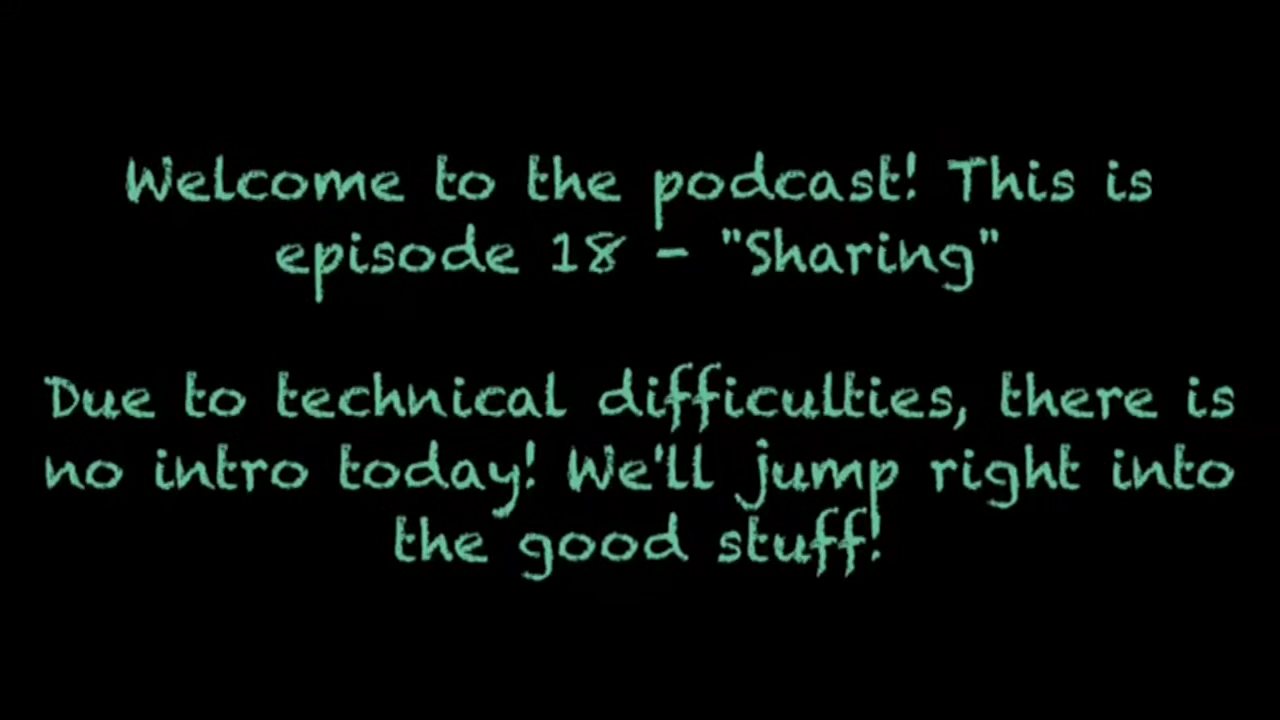 Welcome to the podcast! This is
episode 18 - "Sharing"
Due to technical difficulties, there is
no intro today! We'll jump right into
the good stuff!